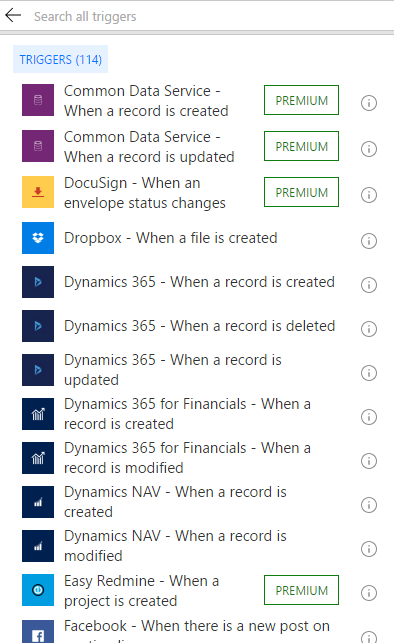 Search all triggers
TRIGGERS (114)
Common Data Service -
When a record is created
PREMIUM
Common Data Service -
When a record is updated
PREMIUM
DocuSign - When an
envelope status changes
PREMIUM
Dropbox - When a file is created
Dynamics 365 - When a record is created
Dynamics 365 - When a record is deleted
Dynamics 365 - When a record is
updated
Dynamics 365 for Financials - When a
record is created
Dynamics 365 for Financials - When a
record is modified
Dynamics NAV - When a record is
created
Dynamics NAV - When a record is
modified
Easy Redmine - When a
project is created
PREMIUM
Facebook - When there is a new post on